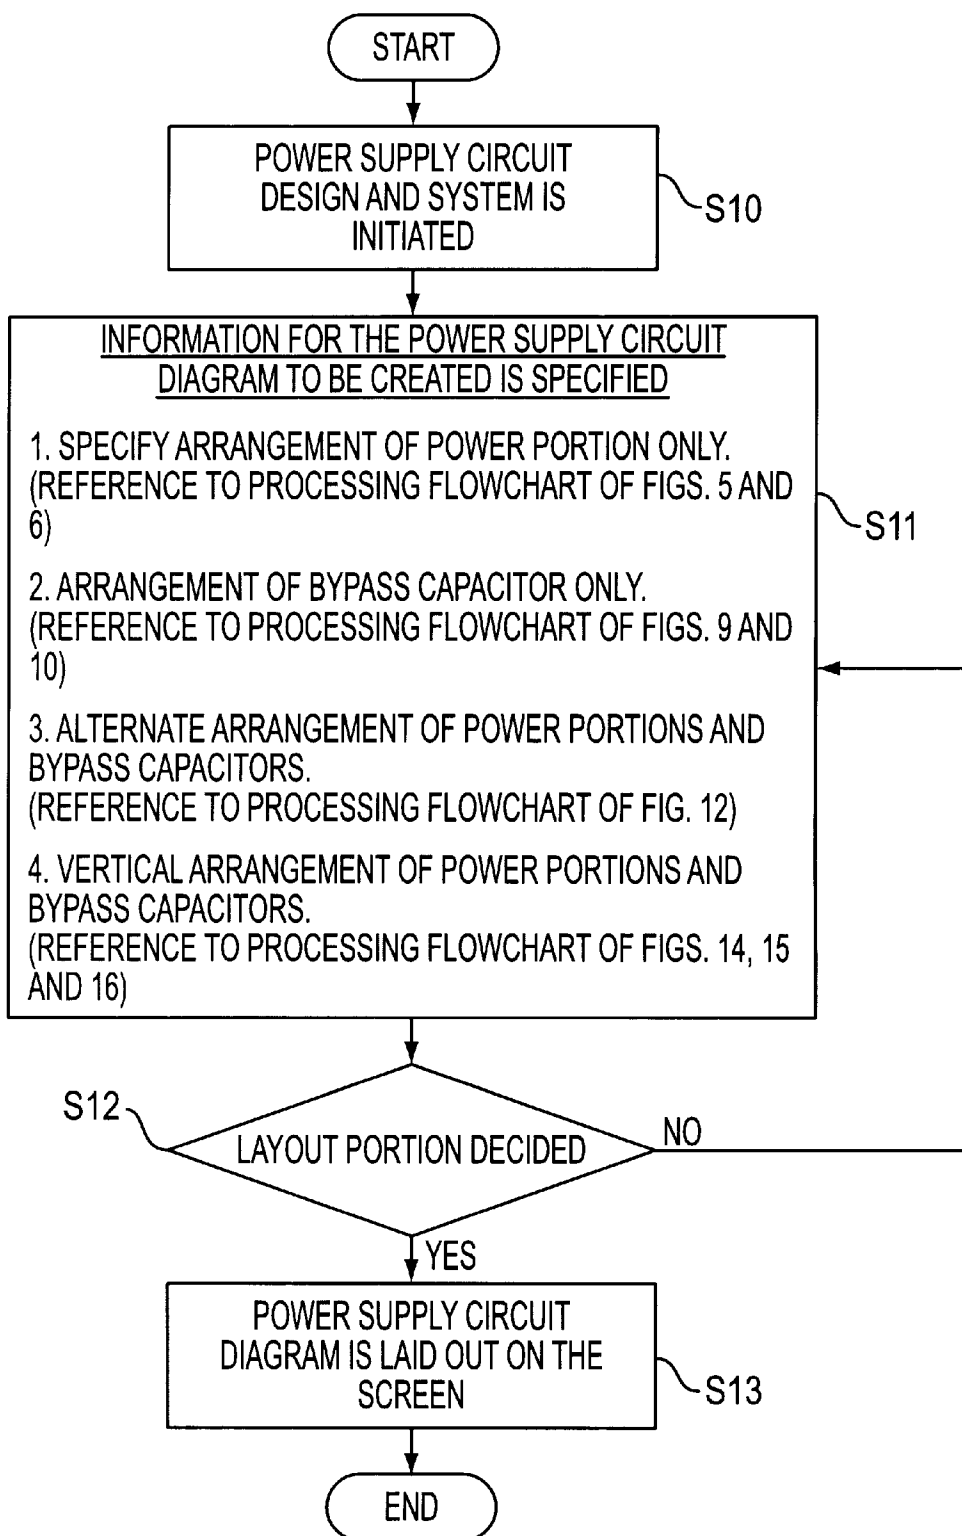 START
POWER SUPPLY CIRCUIT
DESIGN AND SYSTEM IS
INITIATED
S10
INFORMATION FOR THE POWER SUPPLY CIRCUIT
DIAGRAM TO BE CREATED IS SPECIFIED
1. SPECIFY ARRANGEMENT OF POWER PORTION ONLY.
(REFERENCE TO PROCESSING FLOWCHART OF FIGS. 5 AND
6)
S11
2. ARRANGEMENT OF BYPASS CAPACITOR ONLY.
(REFERENCE TO PROCESSING FLOWCHART OF FIGS. 9 AND
10)
3. ALTERNATE ARRANGEMENT OF POWER PORTIONS AND
BYPASS CAPACITORS.
(REFERENCE TO PROCESSING FLOWCHART OF FIG. 12)
4. VERTICAL ARRANGEMENT OF POWER PORTIONS AND
BYPASS CAPACITORS.
(REFERENCE TO PROCESSING FLOWCHART OF FIGS. 14, 15
AND 16)
S12
LAYOUT PORTION DECIDED
NO
YES
POWER SUPPLY CIRCUIT
DIAGRAM IS LAID OUT ON THE
SCREEN
S13
END